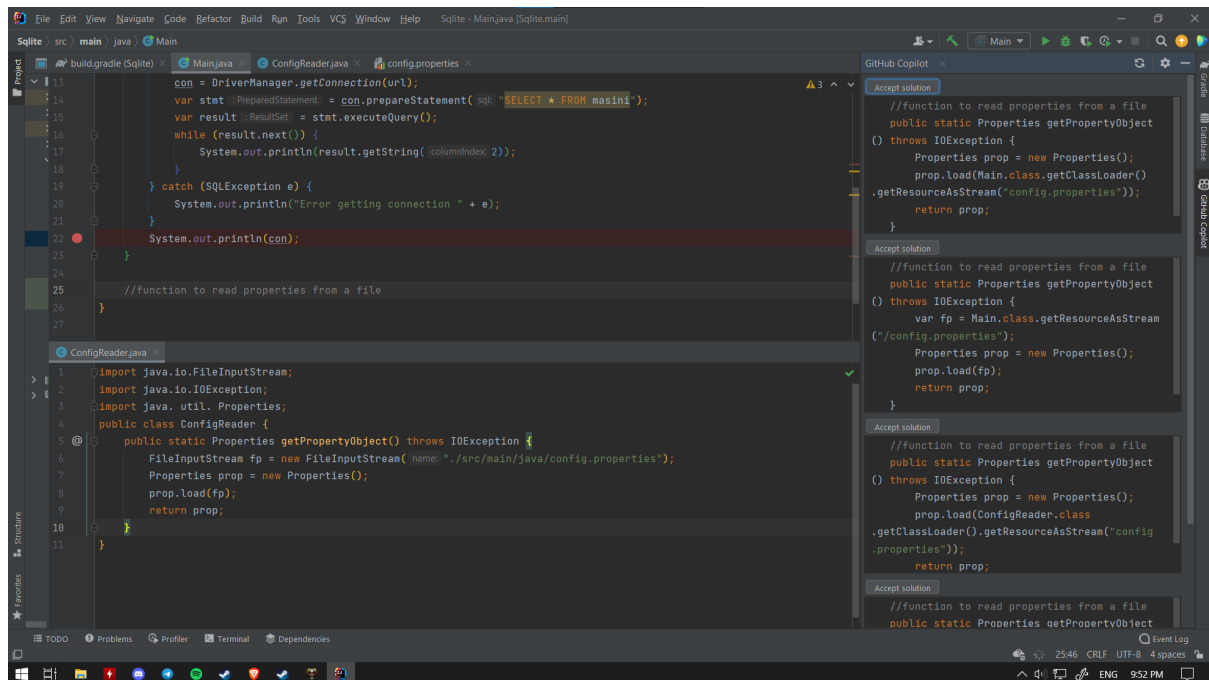 File Edit View Navigate Code Refactor Build Run Tools VCS Window Help Sqlite - Main.java [Sqlite.main]
Sqlite src main java Main
Main
Project
build.gradle (Sqlite) Main.java ConfigReader.java config.properties
13 con = DriverManager.getConnection(url);
3
14 var stmt : PreparedStatement = con.prepareStatement( sql: "SELECT * FROM masini");
15 var result : ResultSet = stmt.executeQuery();
16 while (result.next()) {
17 System.out.println(result.getString( columnIndex: 2));
18 }
19 } catch (SQLException e) {
20 System.out.println("Error getting connection " + e);
21 }
22 System.out.println(con);
23 }
24
25 //function to read properties from a file
26 }
27
ConfigReader.java
1 import java.io.FileInputStream;
2 import java.io.IOException;
3 import java. util. Properties;
4 public class ConfigReader {
5 @ public static Properties getPropertyObject() throws IOException {
6 FileInputStream fp = new FileInputStream( name: "./src/main/java/config.properties");
7 Properties prop = new Properties();
8 prop.load(fp);
9 return prop;
10 }
11 }
GitHub Copilot
Accept solution
//function to read properties from a file
public static Properties getPropertyObject
() throws IOException {
Properties prop = new Properties();
prop.load(Main.class.getClassLoader()
.getResourceAsStream("config.properties"));
return prop;
}
Accept solution
//function to read properties from a file
public static Properties getPropertyObject
() throws IOException {
var fp = Main.class.getResourceAsStream
("/config.properties");
Properties prop = new Properties();
prop.load(fp);
return prop;
}
Accept solution
//function to read properties from a file
public static Properties getPropertyObject
() throws IOException {
Properties prop = new Properties();
prop.load(ConfigReader.class
.getClassLoader().getResourceAsStream("config
.properties"));
return prop;
Accept solution
//function to read properties from a file
public static Properties getPropertyObject
Gradle
Database
GitHub Copilot
Structure
Favorites
TODO Problems Profiler Terminal Dependencies Event Log
25:46 CRLF UTF-8 4 spaces
ENG 9:52 PM